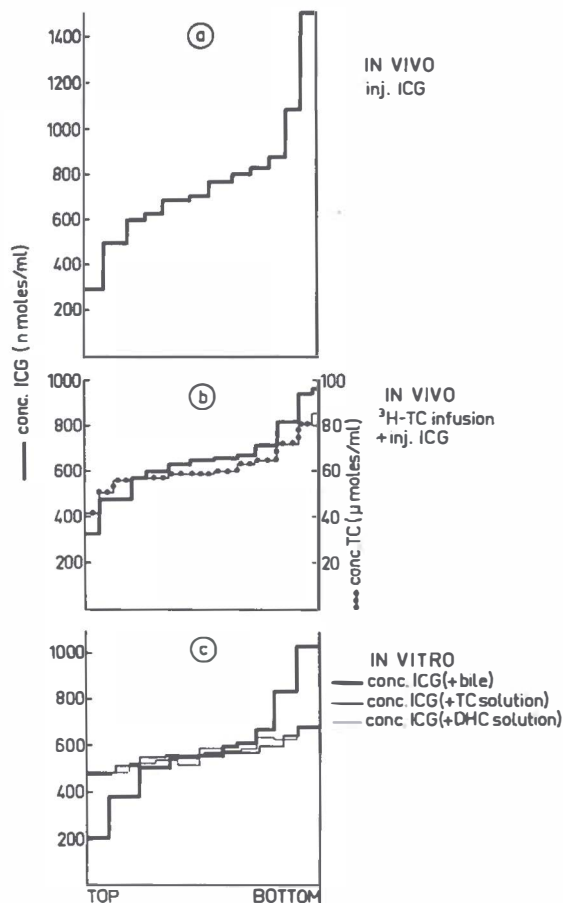 1400
1200
1000
800
600
400
200
a
IN VIVO
inj. ICG
conc. ICG (n moles/ml)
1000
800
600
400
200
b
100
80
60
40
20
conc.TC(μ moles/ml)
IN VIVO
³H-TC infusion
+ inj. ICG
1000
800
600
400
200
c
IN VITRO
conc. ICG(+bile)
conc. ICG(+TC solution)
conc. ICG(+DHC solution)
TOP
BOTTOM